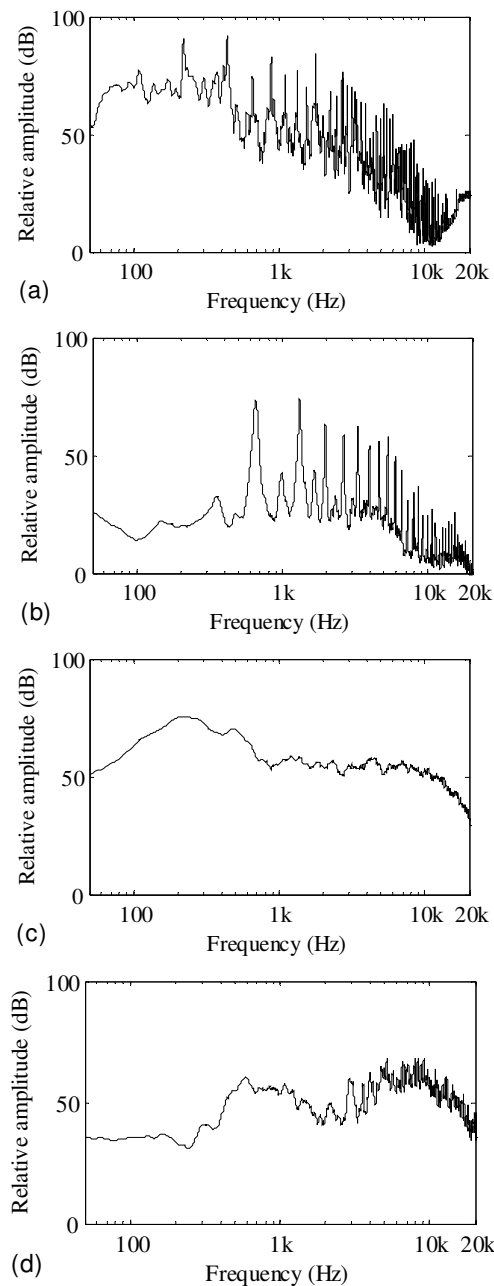 100
Relative amplitude (dB)
50
0
100 1k 10k 20k
(a) Frequency (Hz)
100
Relative amplitude (dB)
50
0
100 1k 10k 20k
(b) Frequency (Hz)
100
Relative amplitude (dB)
50
0
100 1k 10k 20k
(c) Frequency (Hz)
100
Relative amplitude (dB)
50
0
100 1k 10k 20k
(d) Frequency (Hz)